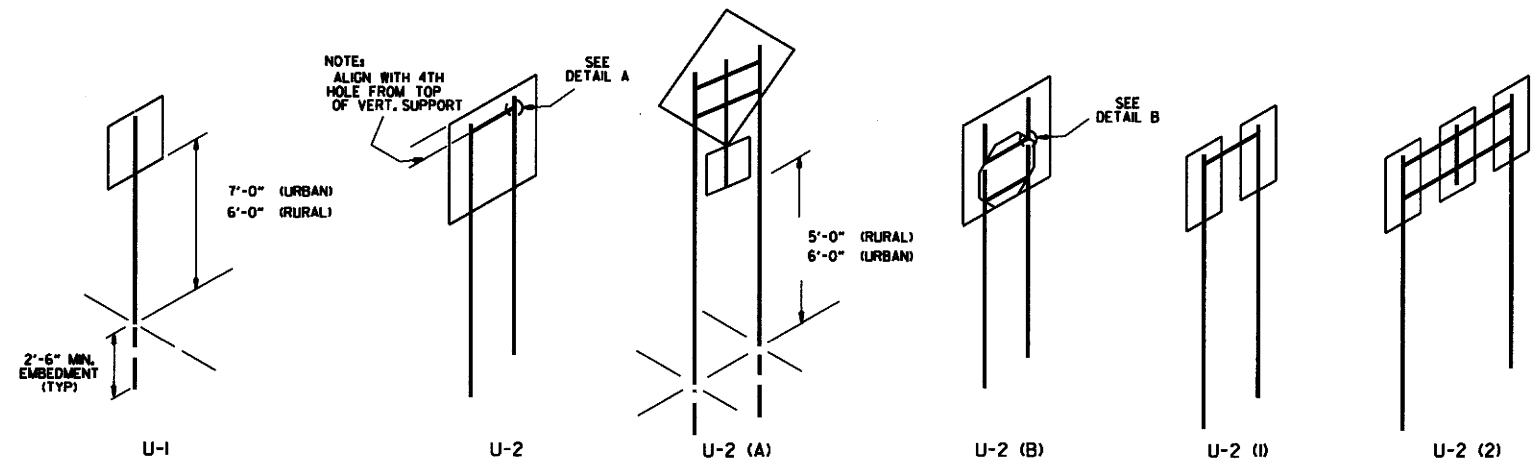 NOTE:
ALIGN WITH 4TH
HOLE FROM TOP
OF VERT. SUPPORT
SEE
DETAIL A
SEE
DETAIL B
7'-0" (URBAN)
6'-0" (RURAL)
5'-0" (RURAL)
6'-0" (URBAN)
2'-6" MIN.
EMBEDMENT
(TYP)
U-1
U-2
U-2 (A)
U-2 (B)
U-2 (1)
U-2 (2)